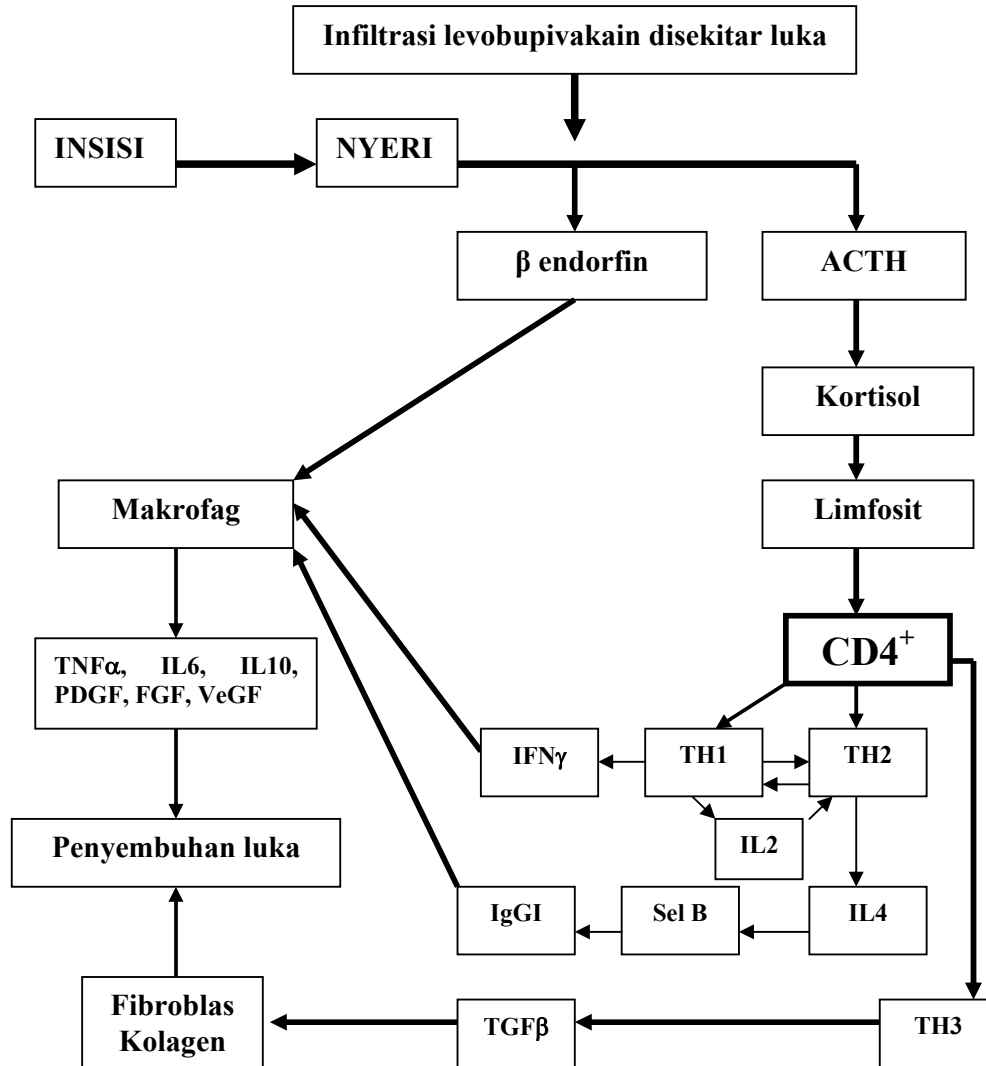 Infiltrasi levobupivakain disekitar luka
INSISI
NYERI
β endorfin
ACTH
Kortisol
Makrofag
Limfosit
CD4⁺
TNFα, IL6, IL10,
PDGF, FGF, VeGF
IFNγ
TH1
TH2
IL2
Penyembuhan luka
IgGI
Sel B
IL4
Fibroblas
Kolagen
TGFβ
TH3